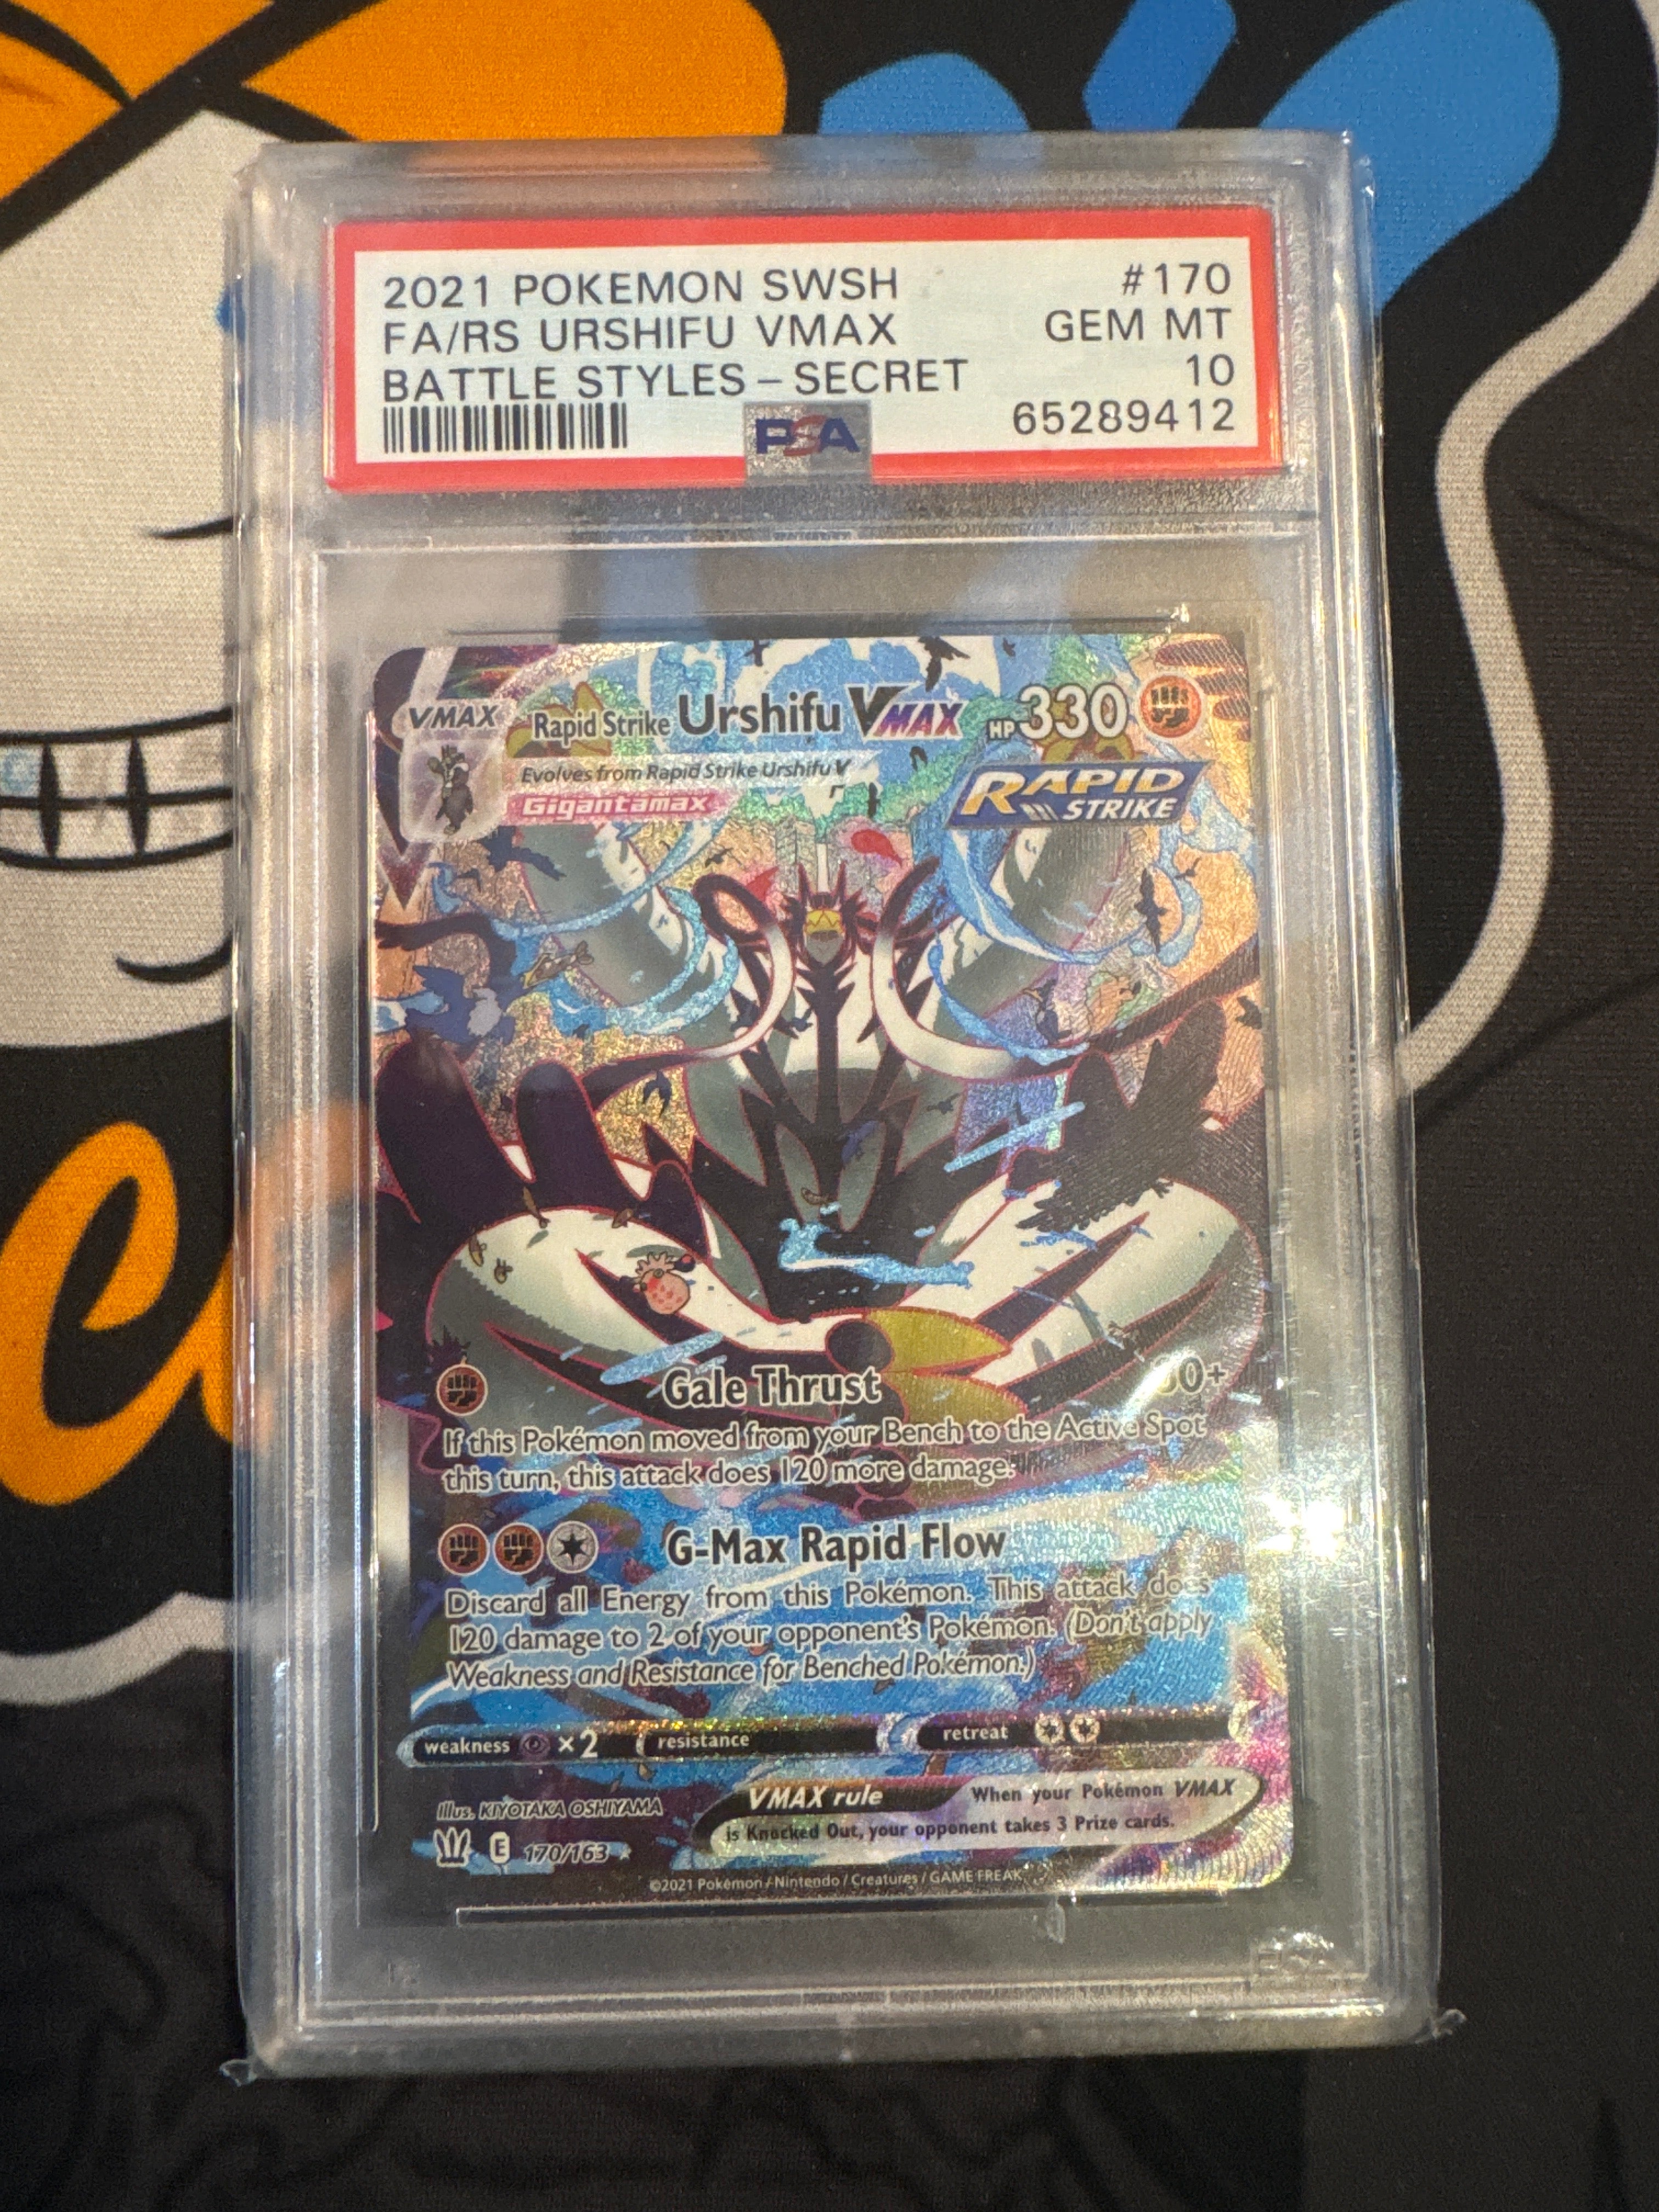 2021 POKEMON SWSH #170
FA/RS URSHIFU VMAX GEM MT
BATTLE STYLES - SECRET 10
PSA 65289412
VMAX Rapid Strike Urshifu VMAX HP 330
Evolves from Rapid Strike Urshifu V
Gigantamax
RAPID
STRIKE
Gale Thrust 0+
If this Pokémon moved from your Bench to the Active Spot
this turn, this attack does 120 more damage.
G-Max Rapid Flow
Discard all Energy from this Pokémon. This attack does
120 damage to 2 of your opponent's Pokémon. (Don't apply
Weakness and Resistance for Benched Pokémon.)
weakness ×2 resistance retreat
Illus. KIYOTAKA OSHIYAMA
VMAX rule When your Pokémon VMAX
is Knocked Out, your opponent takes 3 Prize cards.
E 170/163 ★
©2021 Pokémon / Nintendo / Creatures / GAME FREAK